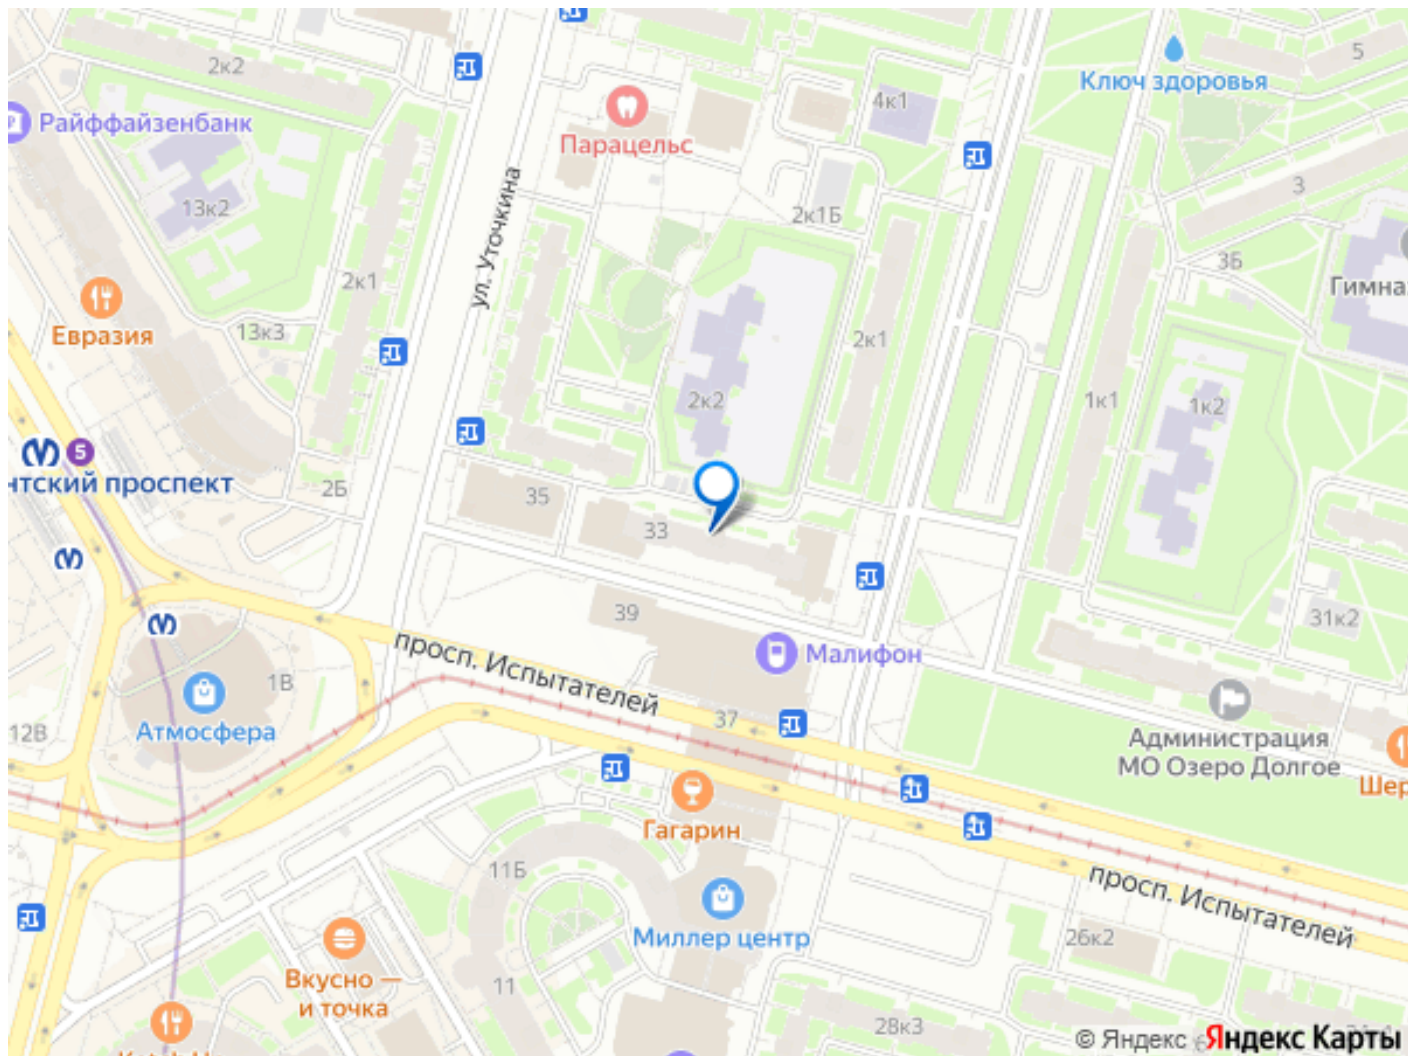 2к2
5
Ключ здоровья
Райффайзенбанк
4к1
Парацельс
13к2
3
2к1Б
ул. Уточкина
3Б
2к1
Гимна
Евразия
13к3
2к1
2к2
1к1
1к2
5
нтский проспект
2Б
35
33
39
31к2
просп. Испытателей
Малифон
1В
37
12В
Атмосфера
Администрация
МО Озеро Долгое
Шер
Гагарин
11Б
просп. Испытателей
Миллер центр
26к2
Вкусно —
и точка
11
28к3
© Яндекс
Яндекс Карты